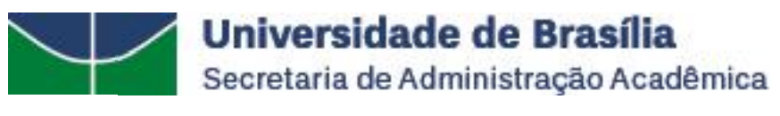 Universidade de Brasília
Secretaria de Administração Acadêmica